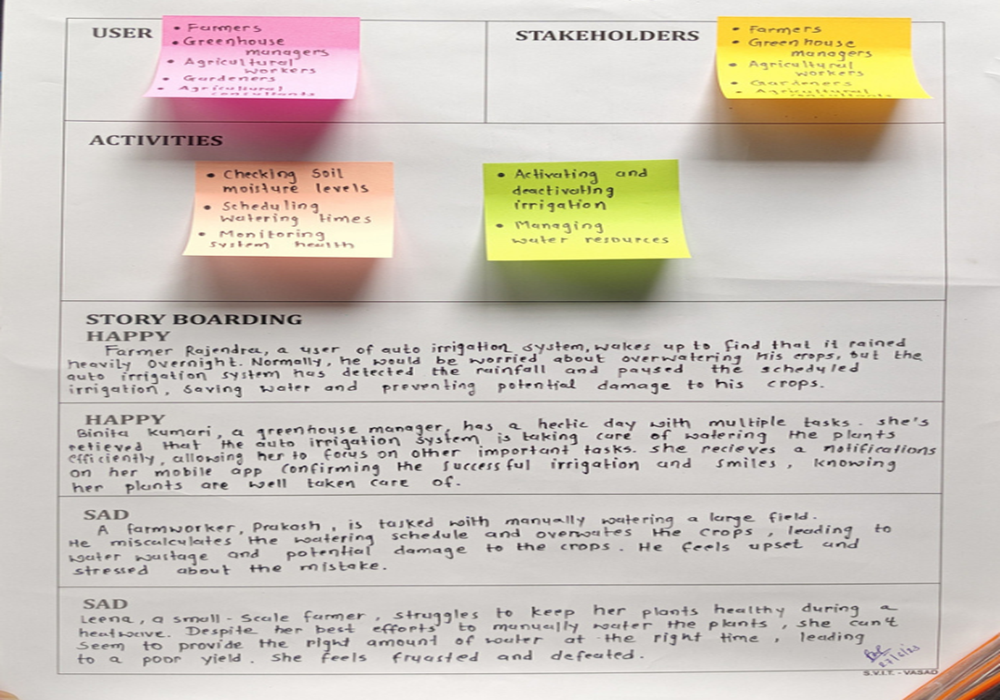 USER
• Farmers
• Greenhouse
managers
• Agricultural
workers
• Gardeners
• Agricultural
consultants
STAKEHOLDERS
• Farmers
• Green house
managers
• Agricultural
workers
• Gardeners
• Agricultural
consultants
ACTIVITIES
• Checking Soil
moisture levels
• Scheduling
watering times
• Monitoring
system health
• Activating and
deactivating
irrigation
• Managing
water resources
STORY BOARDING
HAPPY
Farmer Rajendra, a user of auto irrigation system, wakes up to find that it rained
heavily overnight. Normally, he would be worried about overwatering his crops, but the
auto irrigation system has detected the rainfall and paused the scheduled
irrigation, saving water and preventing potential damage to his crops.
HAPPY
Binita kumari, a greenhouse manager, has a hectic day with multiple tasks. she's
relieved that the auto irrigation system is taking care of watering the plants
efficiently, allowing her to focus on other important tasks. she recieves a notifications
on her mobile app confirming the successful irrigation and smiles, knowing
her plants are well taken care of.
SAD
A farmworker, Prakash, is tasked with manually watering a large field.
He miscalculates the watering schedule and overwates the crops, leading to
water wastage and potential damage to the crops. He feels upset and
stressed about the mistake.
SAD
Leena, a small-scale farmer, struggles to keep her plants healthy during a
heatwave. Despite her best efforts to manually water the plants, she can't
seem to provide the right amount of water at the right time, leading
to a poor yield. She feels fruasted and defeated.
S.V.I.T. - VASAD